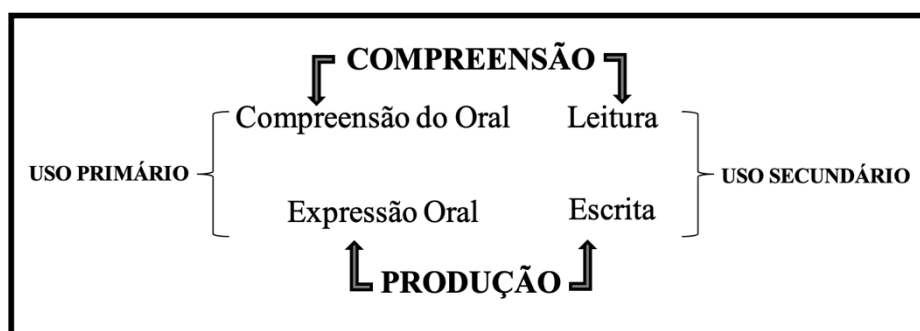 COMPREENSÃO
Compreensão do Oral Leitura
USO PRIMÁRIO USO SECUNDÁRIO
Expressão Oral Escrita
PRODUÇÃO